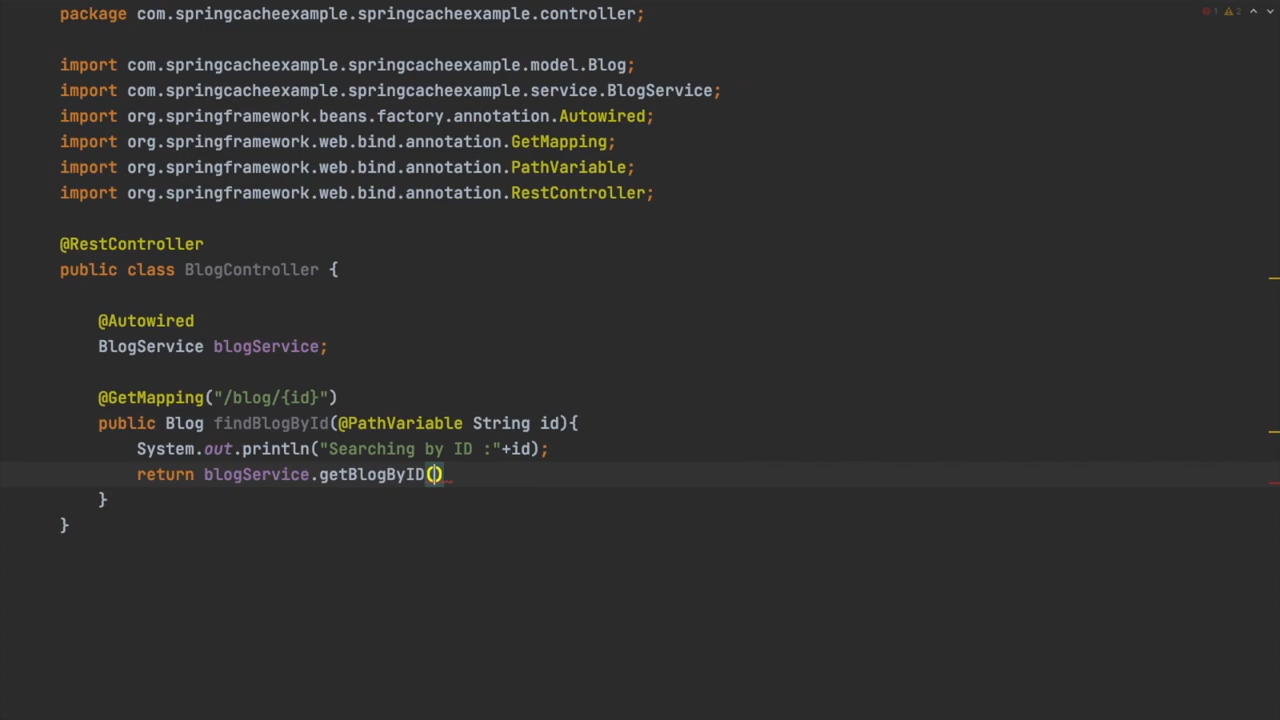 package com.springcacheexample.springcacheexample.controller;
1 2
import com.springcacheexample.springcacheexample.model.Blog;
import com.springcacheexample.springcacheexample.service.BlogService;
import org.springframework.beans.factory.annotation.Autowired;
import org.springframework.web.bind.annotation.GetMapping;
import org.springframework.web.bind.annotation.PathVariable;
import org.springframework.web.bind.annotation.RestController;
@RestController
public class BlogController {
@Autowired
BlogService blogService;
@GetMapping("/blog/{id}")
public Blog findBlogById(@PathVariable String id){
System.out.println("Searching by ID :"+id);
return blogService.getBlogByID()
}
}